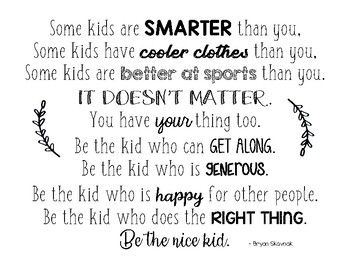 Some kids are SMARTER than you,
Some kids have cooler clothes than you,
Some kids are better at sports than you.
IT DOESN'T MATTER.
You have your thing too.
Be the kid who can GET ALONG.
Be the kid who is GENEROUS.
Be the kid who is happy for other people.
Be the kid who does the RIGHT THING.
Be the nice kid.
- Bryan Skavnak